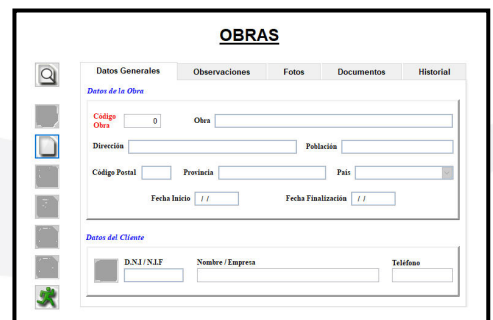 OBRAS
Datos Generales Observaciones Fotos Documentos Historial
Datos de la Obra
Código Obra 0 Obra
Dirección Población
Código Postal Provincia Pais
Fecha Inicio / / Fecha Finalización / /
Datos del Cliente
D.N.I / N.I.F Nombre / Empresa Teléfono